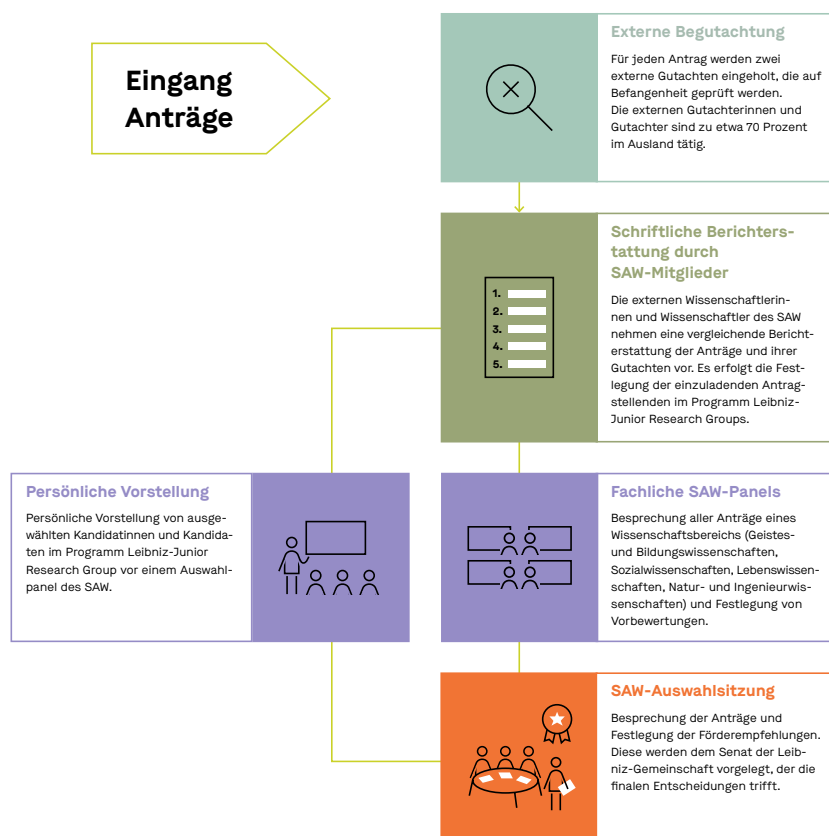 Eingang
Anträge
Externe Begutachtung
Für jeden Antrag werden zwei
externe Gutachten eingeholt, die auf
Befangenheit geprüft werden.
Die externen Gutachterinnen und
Gutachter sind zu etwa 70 Prozent
im Ausland tätig.
1.
2.
3.
4.
5.
Schriftliche Berichters-
tattung durch
SAW-Mitglieder
Die externen Wissenschaftlerin-
nen und Wissenschaftler des SAW
nehmen eine vergleichende Bericht-
erstattung der Anträge und ihrer
Gutachten vor. Es erfolgt die Fest-
legung der einzuladenden Antrag-
stellenden im Programm Leibniz-
Junior Research Groups.
Persönliche Vorstellung
Persönliche Vorstellung von ausge-
wählten Kandidatinnen und Kandida-
ten im Programm Leibniz-Junior
Research Group vor einem Auswahl-
panel des SAW.
Fachliche SAW-Panels
Besprechung aller Anträge eines
Wissenschaftsbereichs (Geistes-
und Bildungswissenschaften,
Sozialwissenschaften, Lebenswissen-
schaften, Natur- und Ingenieurwis-
senschaften) und Festlegung von
Vorbewertungen.
SAW-Auswahlsitzung
Besprechung der Anträge und
Festlegung der Förderempfehlungen.
Diese werden dem Senat der Leib-
niz-Gemeinschaft vorgelegt, der die
finalen Entscheidungen trifft.